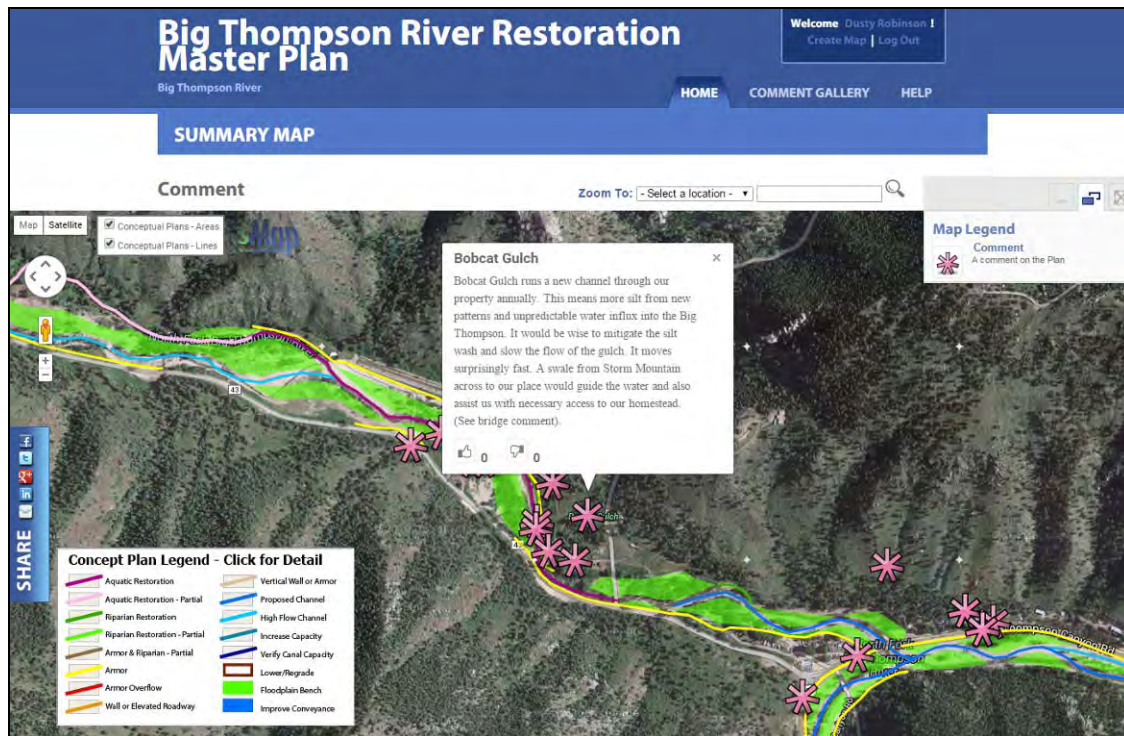 Big Thompson River Restoration
Master Plan
Big Thompson River
Welcome Dusty Robinson !
Create Map | Log Out
HOME COMMENT GALLERY HELP
SUMMARY MAP
Comment
Zoom To: - Select a location -
Map Satellite
Conceptual Plans - Areas
Conceptual Plans - Lines
Map Legend
Comment
A comment on the Plan
Bobcat Gulch
Bobcat Gulch runs a new channel through our
property annually. This means more silt from new
patterns and unpredictable water influx into the Big
Thompson. It would be wise to mitigate the silt
wash and slow the flow of the gulch. It moves
surprisingly fast. A swale from Storm Mountain
across to our place would guide the water and also
assist us with necessary access to our homestead.
(See bridge comment).
0 0
43
SHARE
Concept Plan Legend - Click for Detail
Aquatic Restoration
Aquatic Restoration - Partial
Riparian Restoration
Riparian Restoration - Partial
Armor & Riparian - Partial
Armor
Armor Overflow
Wall or Elevated Roadway
Vertical Wall or Armor
Proposed Channel
High Flow Channel
Increase Capacity
Verify Canal Capacity
Lower/Regrade
Floodplain Bench
Improve Conveyance